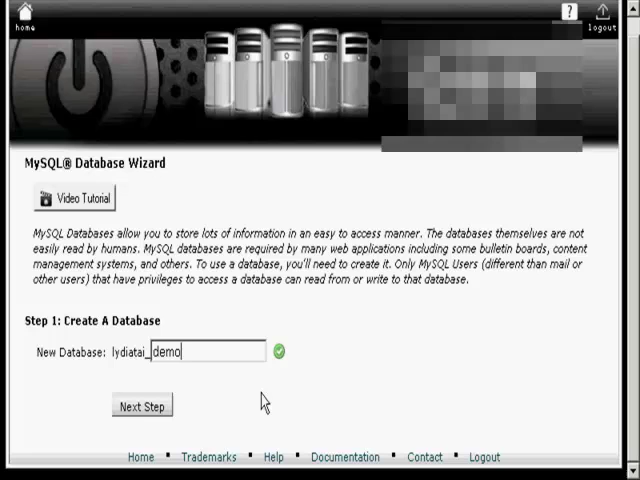 home
?
logout
MySQL® Database Wizard
Video Tutorial
MySQL Databases allow you to store lots of information in an easy to access manner. The databases themselves are not
easily read by humans. MySQL databases are required by many web applications including some bulletin boards, content
management systems, and others. To use a database, you'll need to create it. Only MySQL Users (different than mail or
other users) that have privileges to access a database can read from or write to that database.
Step 1: Create A Database
New Database: lydiatai_demo
Next Step
Home ▪ Trademarks ▪ Help ▪ Documentation ▪ Contact ▪ Logout